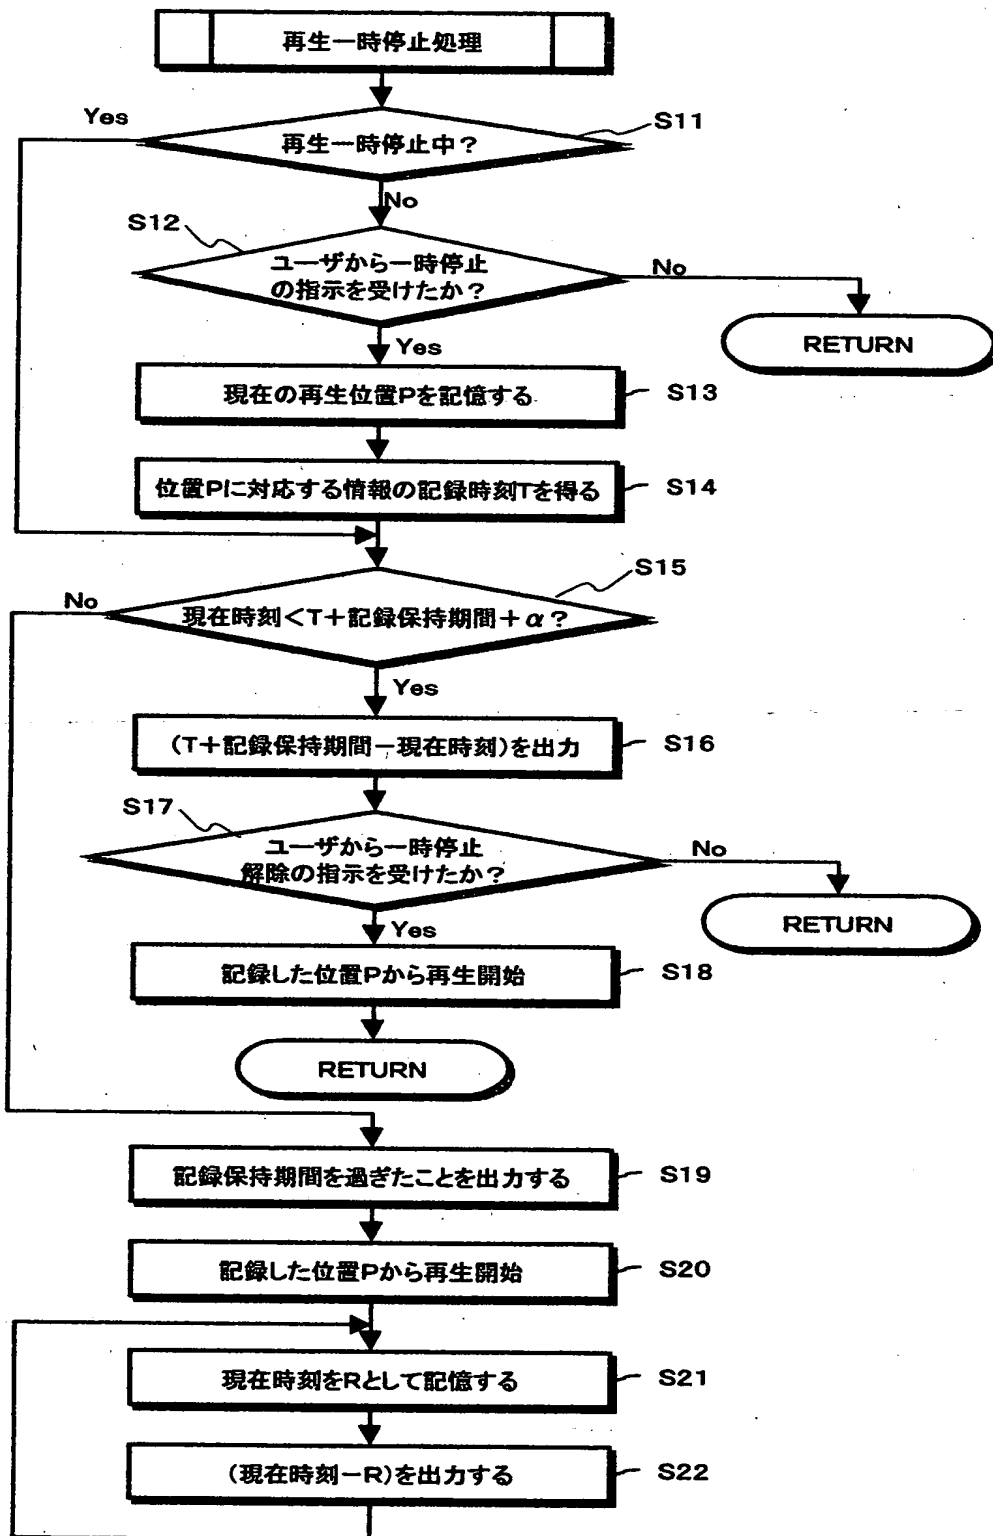 再生一時停止処理
Yes
再生一時停止中?
S11
No
S12
ユーザから一時停止
の指示を受けたか?
No
RETURN
Yes
現在の再生位置Pを記憶する
S13
位置Pに対応する情報の記録時刻Tを得る
S14
S15
No
現在時刻<T+記録保持期間+α?
Yes
(T+記録保持期間-現在時刻)を出力
S16
S17
ユーザから一時停止
解除の指示を受けたか?
No
RETURN
Yes
記録した位置Pから再生開始
S18
RETURN
記録保持期間を過ぎたことを出力する
S19
記録した位置Pから再生開始
S20
現在時刻をRとして記憶する
S21
(現在時刻-R)を出力する
S22